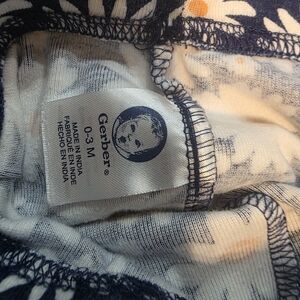 Gerber®
0-3 M
MADE IN INDIA
FABRIQUÉ EN INDE
HECHO EN INDIA